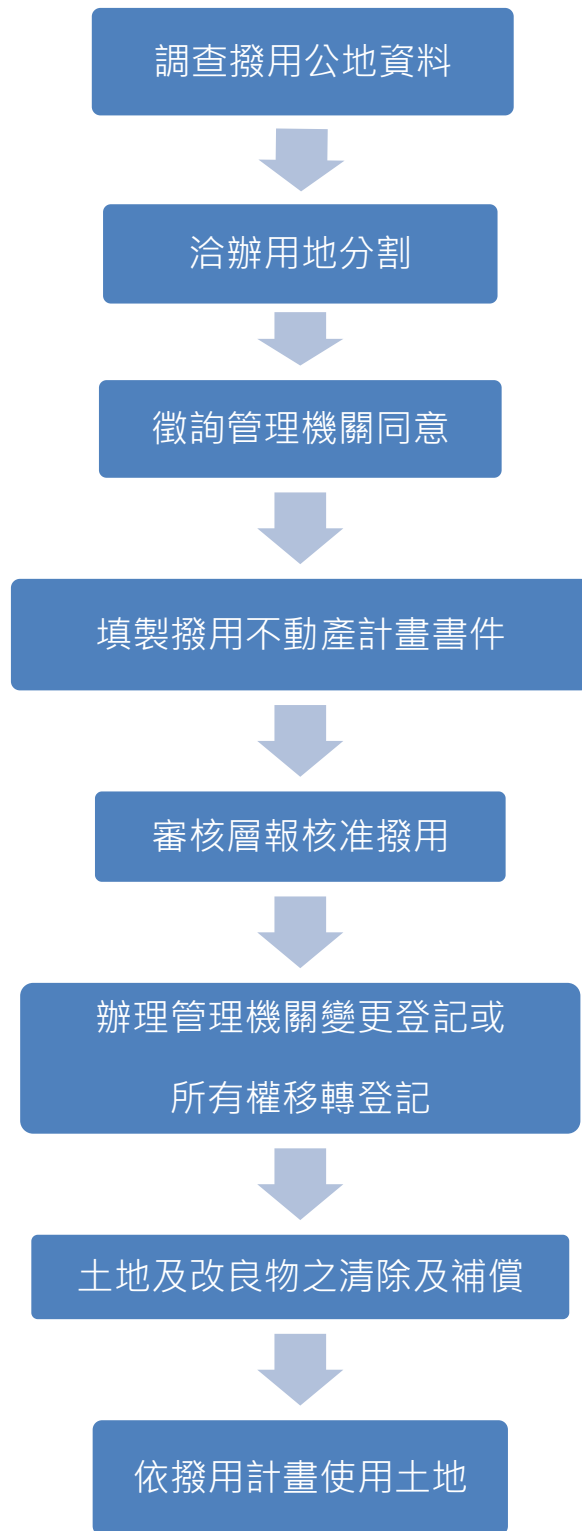 調查撥用公地資料
洽辦用地分割
徵詢管理機關同意
填製撥用不動產計畫書件
審核層報核准撥用
辦理管理機關變更登記或
所有權移轉登記
土地及改良物之清除及補償
依撥用計畫使用土地